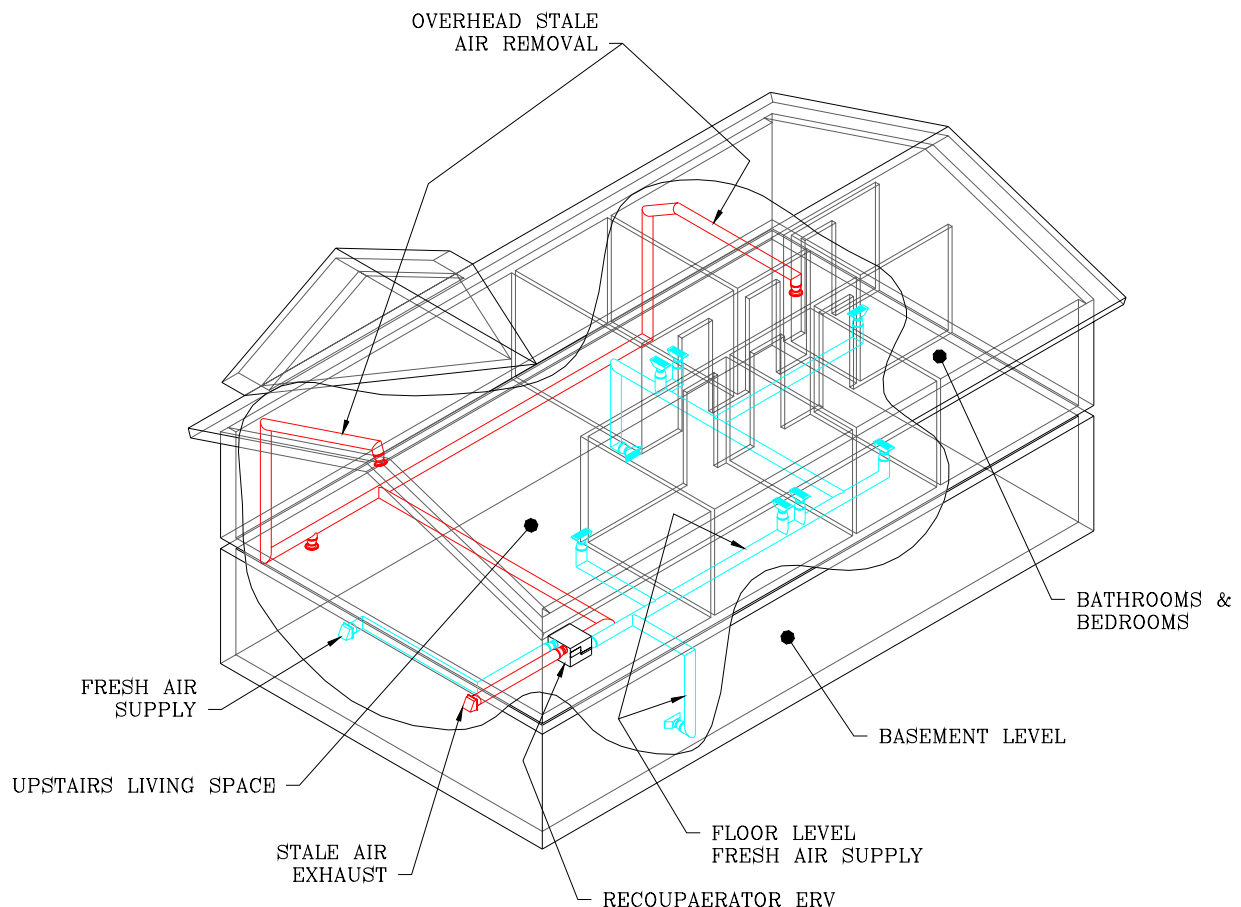 OVERHEAD STALE
AIR REMOVAL
BATHROOMS &
BEDROOMS
FRESH AIR
SUPPLY
BASEMENT LEVEL
UPSTAIRS LIVING SPACE
FLOOR LEVEL
FRESH AIR SUPPLY
STALE AIR
EXHAUST
RECOUPAERATOR ERV